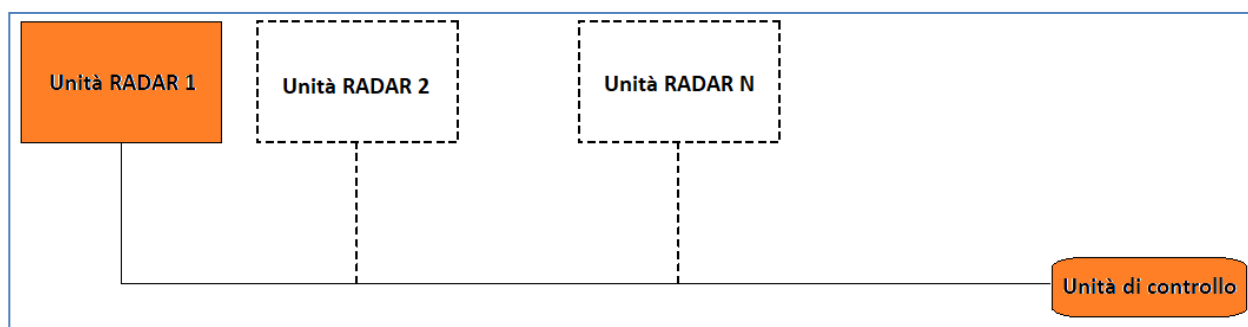 Unità RADAR 1
Unità RADAR 2
Unità RADAR N
Unità di controllo